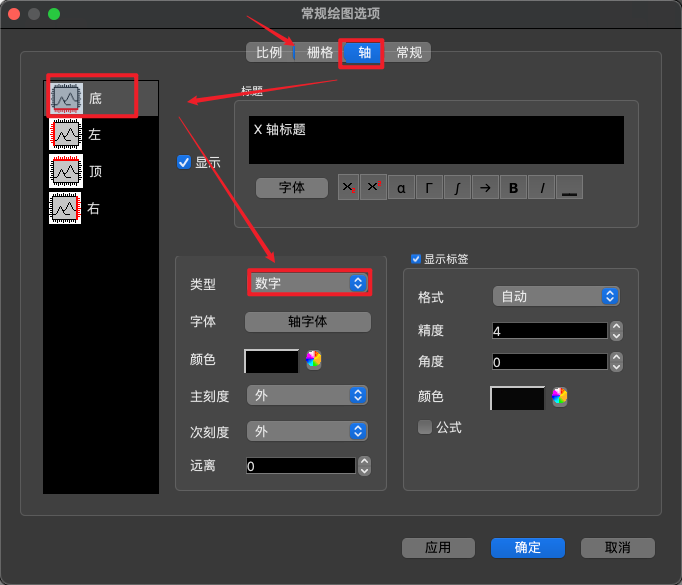 常规绘图选项
比例 栅格 轴 常规
底
左
顶
右
显示
标题
X 轴标题
字体 X X α Γ ∫ → B I _
类型 数字
字体 轴字体
颜色
主刻度 外
次刻度 外
远离 0
显示标签
格式 自动
精度 4
角度 0
颜色
公式
应用 确定 取消